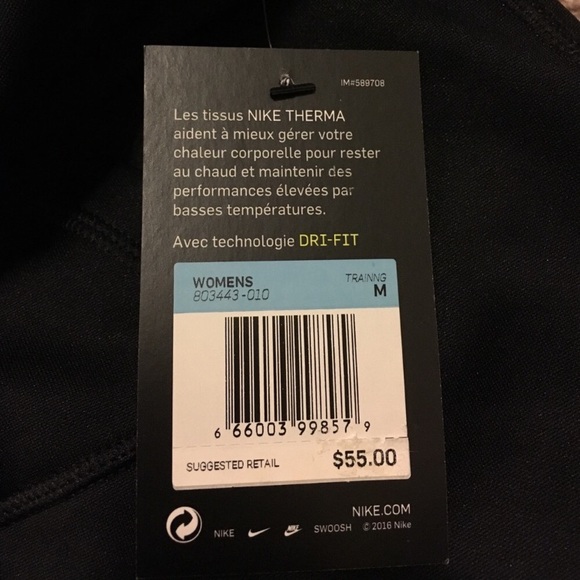 IM#589708
Les tissus NIKE THERMA
aident à mieux gérer votre
chaleur corporelle pour rester
au chaud et maintenir des
performances élevées par
basses températures.
Avec technologie DRI-FIT
WOMENS TRAINNG
803443-010 M
6 66003 99857 9
SUGGESTED RETAIL $55.00
NIKE.COM
NIKE SWOOSH © 2016 Nike